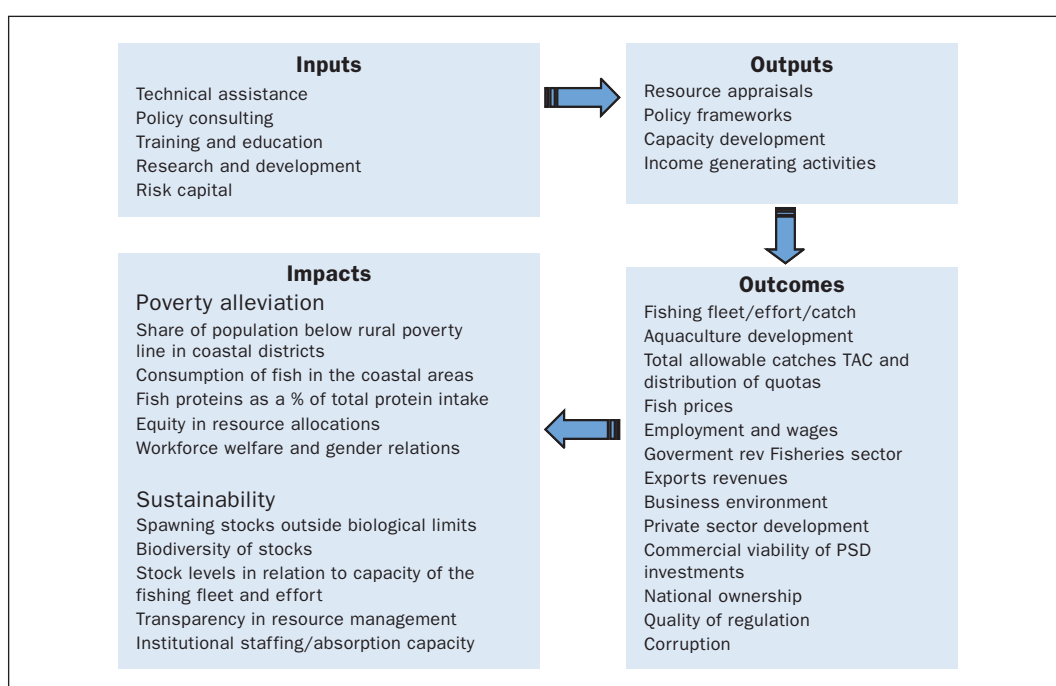 Inputs
Technical assistance
Policy consulting
Training and education
Research and development
Risk capital
Outputs
Resource appraisals
Policy frameworks
Capacity development
Income generating activities
Outcomes
Fishing fleet/effort/catch
Aquaculture development
Total allowable catches TAC and
distribution of quotas
Fish prices
Employment and wages
Goverment rev Fisheries sector
Exports revenues
Business environment
Private sector development
Commercial viability of PSD
investments
National ownership
Quality of regulation
Corruption
Impacts
Poverty alleviation
Share of population below rural poverty
line in coastal districts
Consumption of fish in the coastal areas
Fish proteins as a % of total protein intake
Equity in resource allocations
Workforce welfare and gender relations
Sustainability
Spawning stocks outside biological limits
Biodiversity of stocks
Stock levels in relation to capacity of the
fishing fleet and effort
Transparency in resource management
Institutional staffing/absorption capacity